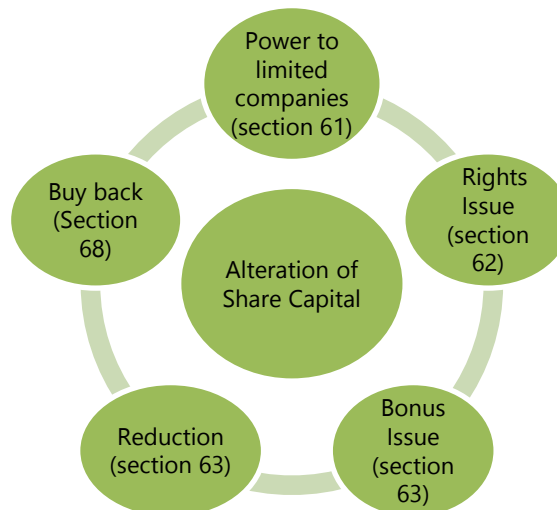 Power to
limited
companies
(section 61)
Rights
Issue
(section
62)
Bonus
Issue
(section
63)
Reduction
(section 63)
Buy back
(Section
68)
Alteration of
Share Capital